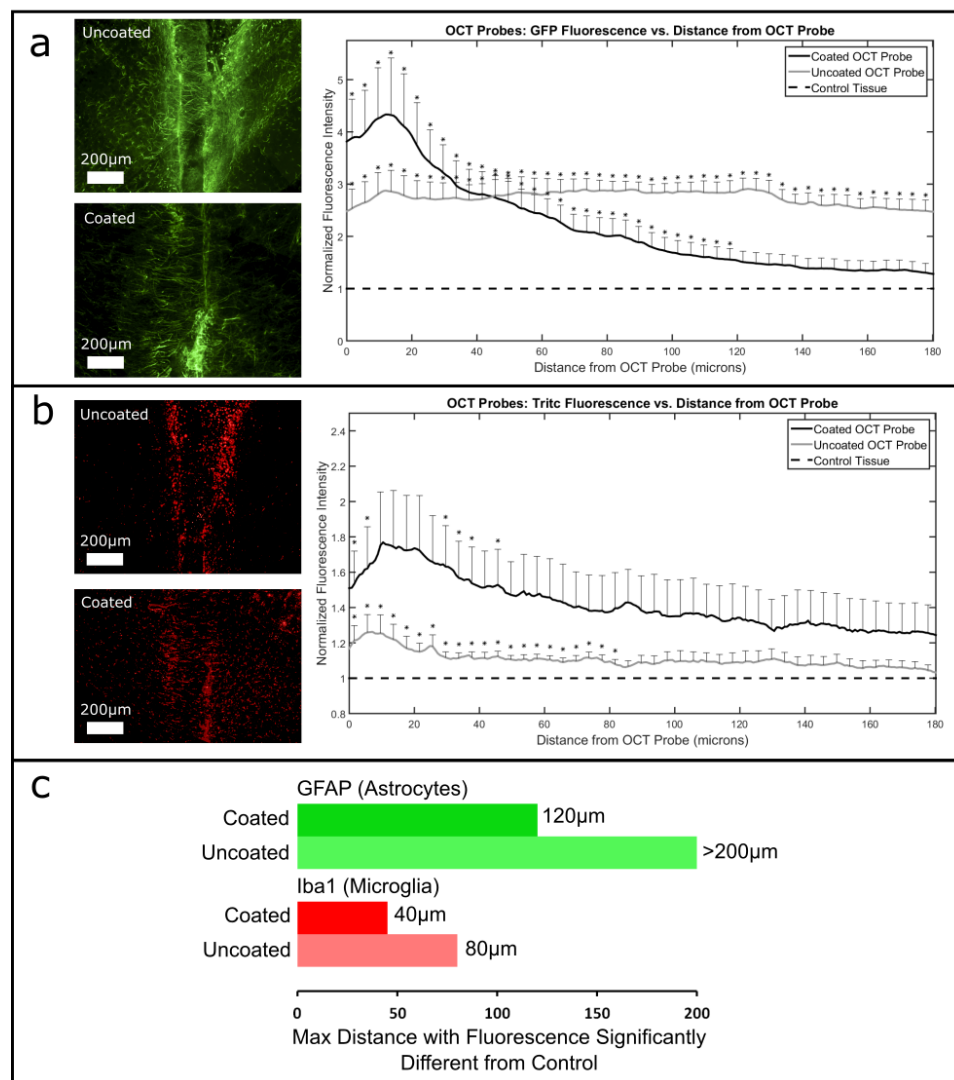 a
Uncoated
200µm
Coated
200µm
OCT Probes: GFP Fluorescence vs. Distance from OCT Probe
Coated OCT Probe
Uncoated OCT Probe
Control Tissue
Normalized Fluorescence Intensity
5
4
3
2
1
0
0 20 40 60 80 100 120 140 160 180
Distance from OCT Probe (microns)
b
Uncoated
200µm
Coated
200µm
OCT Probes: Tritc Fluorescence vs. Distance from OCT Probe
Coated OCT Probe
Uncoated OCT Probe
Control Tissue
Normalized Fluorescence Intensity
2.4
2.2
2
1.8
1.6
1.4
1.2
1
0.8
0 20 40 60 80 100 120 140 160 180
Distance from OCT Probe (microns)
c
GFAP (Astrocytes)
Coated 120µm
Uncoated >200µm
Iba1 (Microglia)
Coated 40µm
Uncoated 80µm
0 50 100 150 200
Max Distance with Fluorescence Significantly
Different from Control